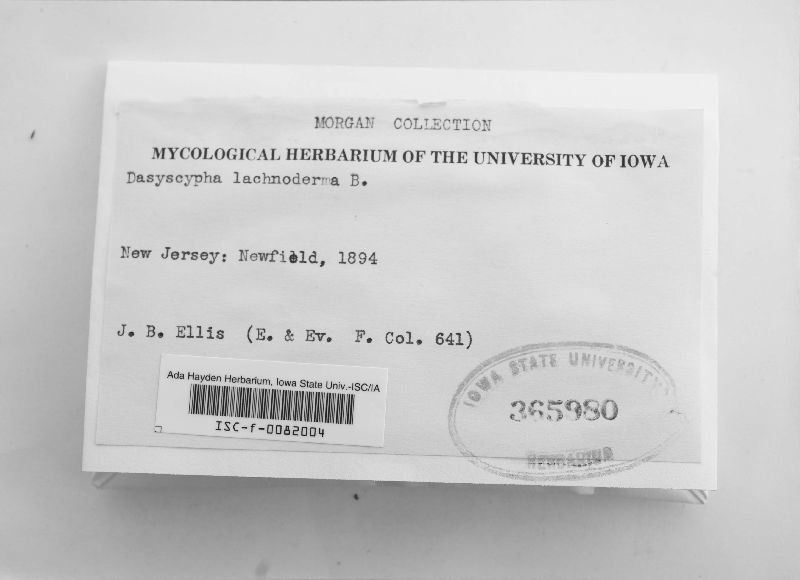 MORGAN COLLECTION
MYCOLOGICAL HERBARIUM OF THE UNIVERSITY OF IOWA
Dasyscypha lachnoderma B.
New Jersey: Newfield, 1894
J. B. Ellis (E. & Ev. F. Col. 641)
Ada Hayden Herbarium, Iowa State Univ.-ISC/IA
ISC-f-0082004
IOWA STATE UNIVERSITY
365980
HERBARIUM